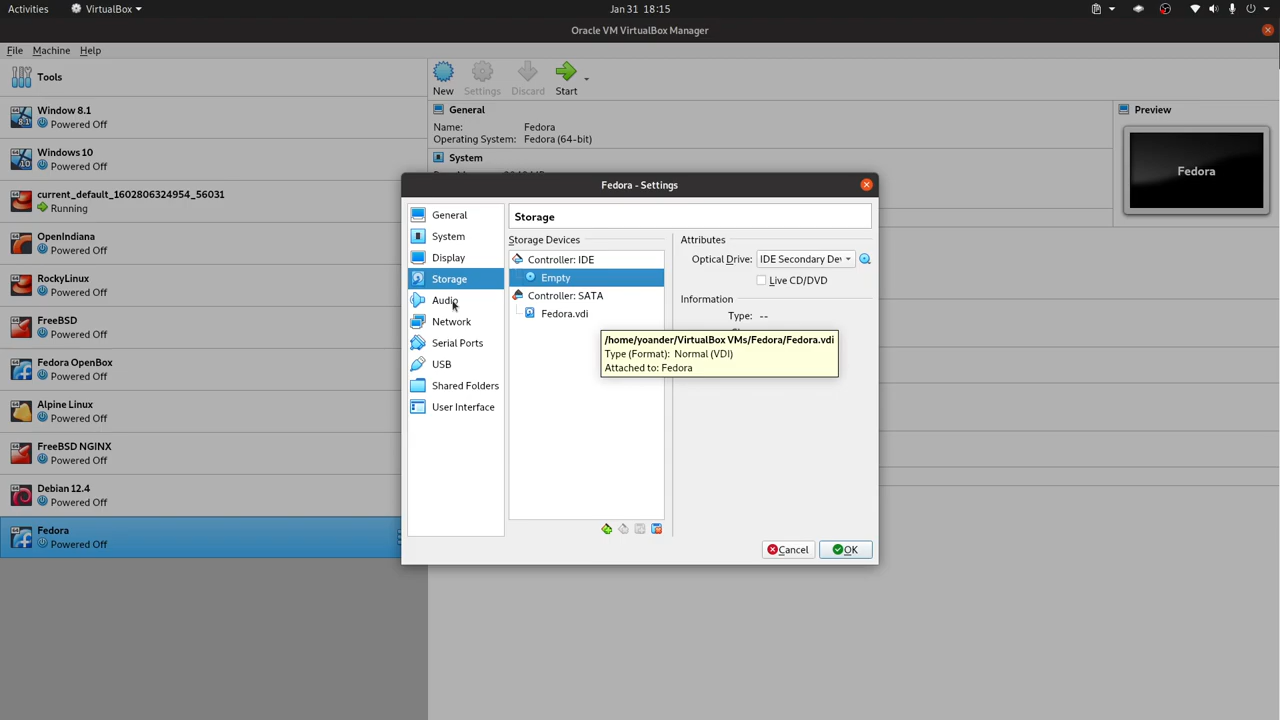 Activities
VirtualBox
Jan 31 18:15
Oracle VM VirtualBox Manager
File Machine Help
Tools
New
Settings
Discard
Start
Window 8.1
Powered Off
Windows 10
Powered Off
current_default_1602806324954_56031
Running
OpenIndiana
Powered Off
RockyLinux
Powered Off
FreeBSD
Powered Off
Fedora OpenBox
Powered Off
Alpine Linux
Powered Off
FreeBSD NGINX
Powered Off
Debian 12.4
Powered Off
Fedora
Powered Off
General
Name: Fedora
Operating System: Fedora (64-bit)
System
Preview
Fedora
Fedora - Settings
General
System
Display
Storage
Audio
Network
Serial Ports
USB
Shared Folders
User Interface
Storage
Storage Devices
Controller: IDE
Empty
Controller: SATA
Fedora.vdi
Attributes
Optical Drive: IDE Secondary Dev
Live CD/DVD
Information
Type: --
/home/yoander/VirtualBox VMs/Fedora/Fedora.vdi
Type (Format): Normal (VDI)
Attached to: Fedora
Cancel
OK